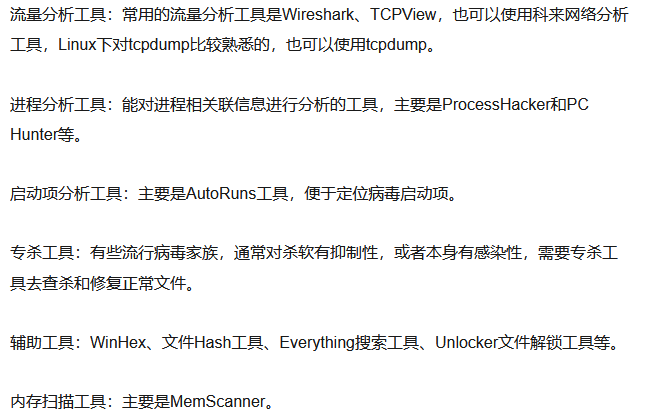 流量分析工具：常用的流量分析工具是Wireshark、TCPView，也可以使用科来网络分析
工具，Linux下对tcpdump比较熟悉的，也可以使用tcpdump。
进程分析工具：能对进程相关联信息进行分析的工具，主要是ProcessHacker和PC
Hunter等。
启动项分析工具：主要是AutoRuns工具，便于定位病毒启动项。
专杀工具：有些流行病毒家族，通常对杀软有抑制性，或者本身有感染性，需要专杀工
具去查杀和修复正常文件。
辅助工具：WinHex、文件Hash工具、Everything搜索工具、Unlocker文件解锁工具等。
内存扫描工具：主要是MemScanner。